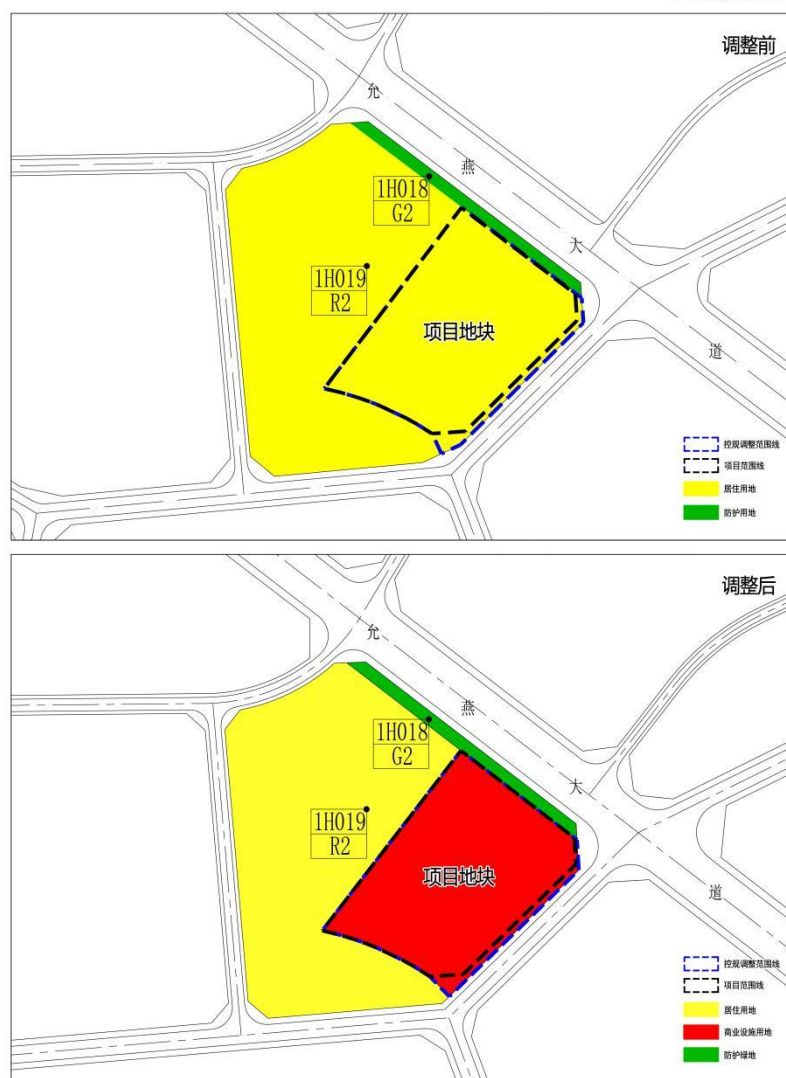 调整前
允
燕
大
道
1H018
G2
1H019
R2
项目地块
控规调整范围线
项目范围线
居住用地
防护用地
调整后
允
燕
大
道
1H018
G2
1H019
R2
项目地块
控规调整范围线
项目范围线
居住用地
商业设施用地
防护绿地